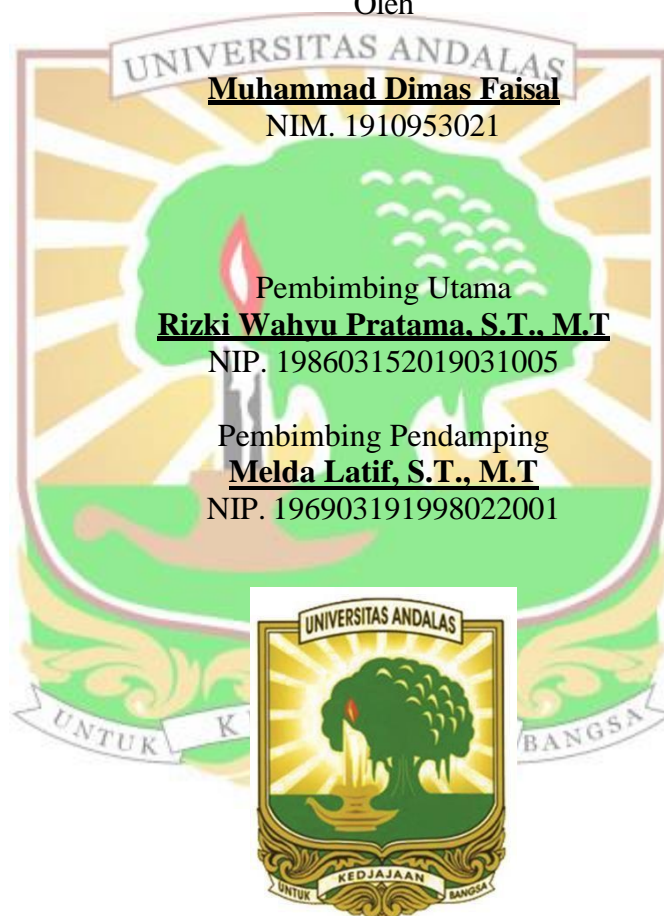 Oleh
UNIVERSITAS ANDALAS
Muhammad Dimas Faisal
NIM. 1910953021
Pembimbing Utama
Rizki Wahyu Pratama, S.T., M.T
NIP. 198603152019031005
Pembimbing Pendamping
Melda Latif, S.T., M.T
NIP. 196903191998022001
UNIVERSITAS ANDALAS
UNTUK K BANGSA
UNTUK KEDJAJAAN BANGSA